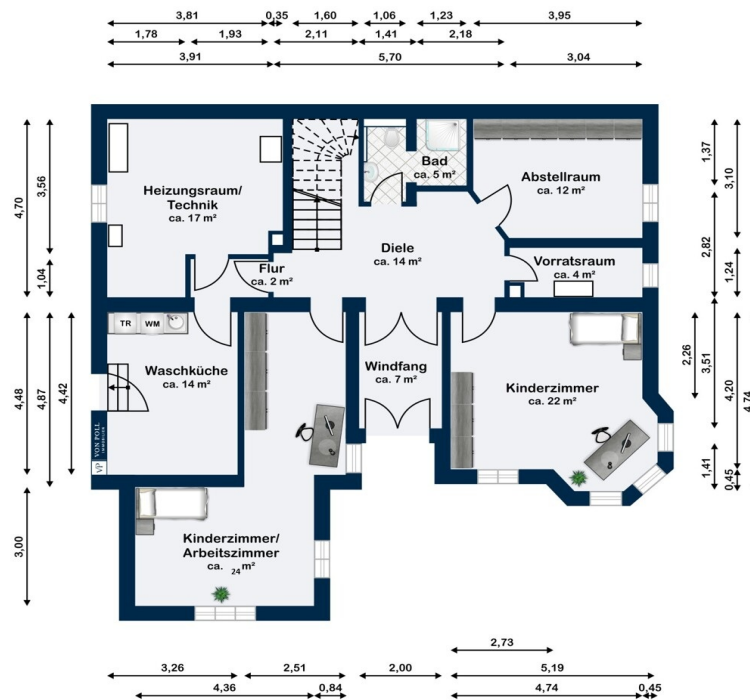 3,81 0,35 1,60 1,06 1,23 3,95
1,78 1,93 2,11 1,41 2,18
3,91 5,70 3,04
4,70
3,56
1,04
4,48
4,87
4,42
3,00
Heizungsraum/
Technik
ca. 17 m²
Bad
ca. 5 m²
Abstellraum
ca. 12 m²
Diele
ca. 14 m²
Flur
ca. 2 m²
Vorratsraum
ca. 4 m²
TR WM
Waschküche
ca. 14 m²
Windfang
ca. 7 m²
Kinderzimmer
ca. 22 m²
VON POLL
IMMOBILIEN
VP
Kinderzimmer/
Arbeitszimmer
ca. 24 m²
1,37
3,10
2,82
1,24
2,26
3,51
4,20
4,74
1,41
0,45
2,73
3,26 2,51 2,00 5,19
4,36 0,84 4,74 0,45